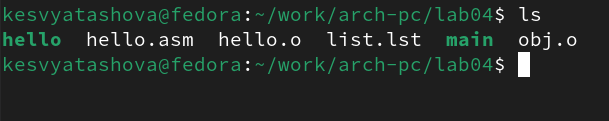 kesvyatashova@fedora:~/work/arch-pc/lab04$ ls
hello  hello.asm  hello.o  list.lst  main  obj.o
kesvyatashova@fedora:~/work/arch-pc/lab04$